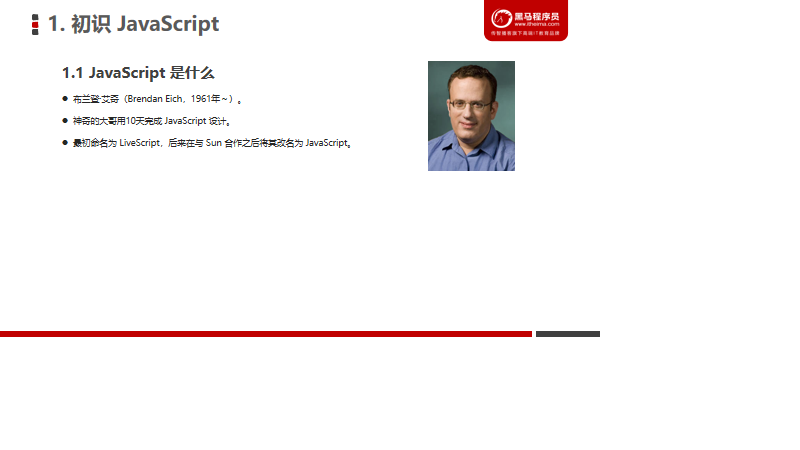 1. 初识 JavaScript
黑马程序员
www.itheima.com
传智播客旗下高端IT教育品牌
1.1 JavaScript 是什么
● 布兰登·艾奇（Brendan Eich，1961年～）。
● 神奇的大哥用10天完成 JavaScript 设计。
● 最初命名为 LiveScript，后来在与 Sun 合作之后将其改名为 JavaScript。